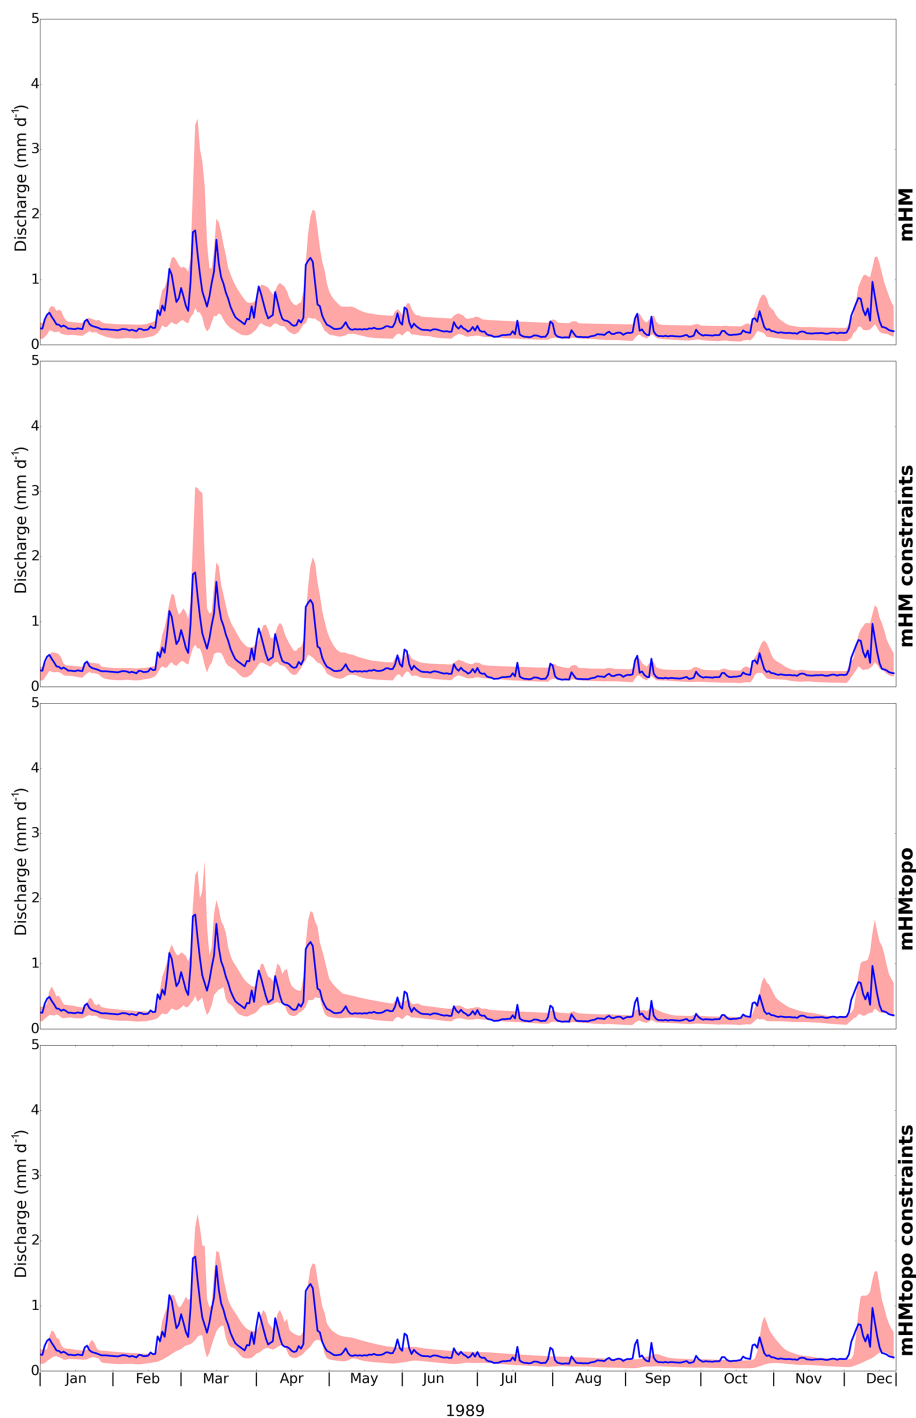 5
4
3
2
1
0
Discharge (mm d⁻¹)
mHM
5
4
3
2
1
0
Discharge (mm d⁻¹)
mHM constraints
5
4
3
2
1
0
Discharge (mm d⁻¹)
mHMtopo
5
4
3
2
1
0
Discharge (mm d⁻¹)
mHMtopo constraints
Jan Feb Mar Apr May Jun Jul Aug Sep Oct Nov Dec
1989